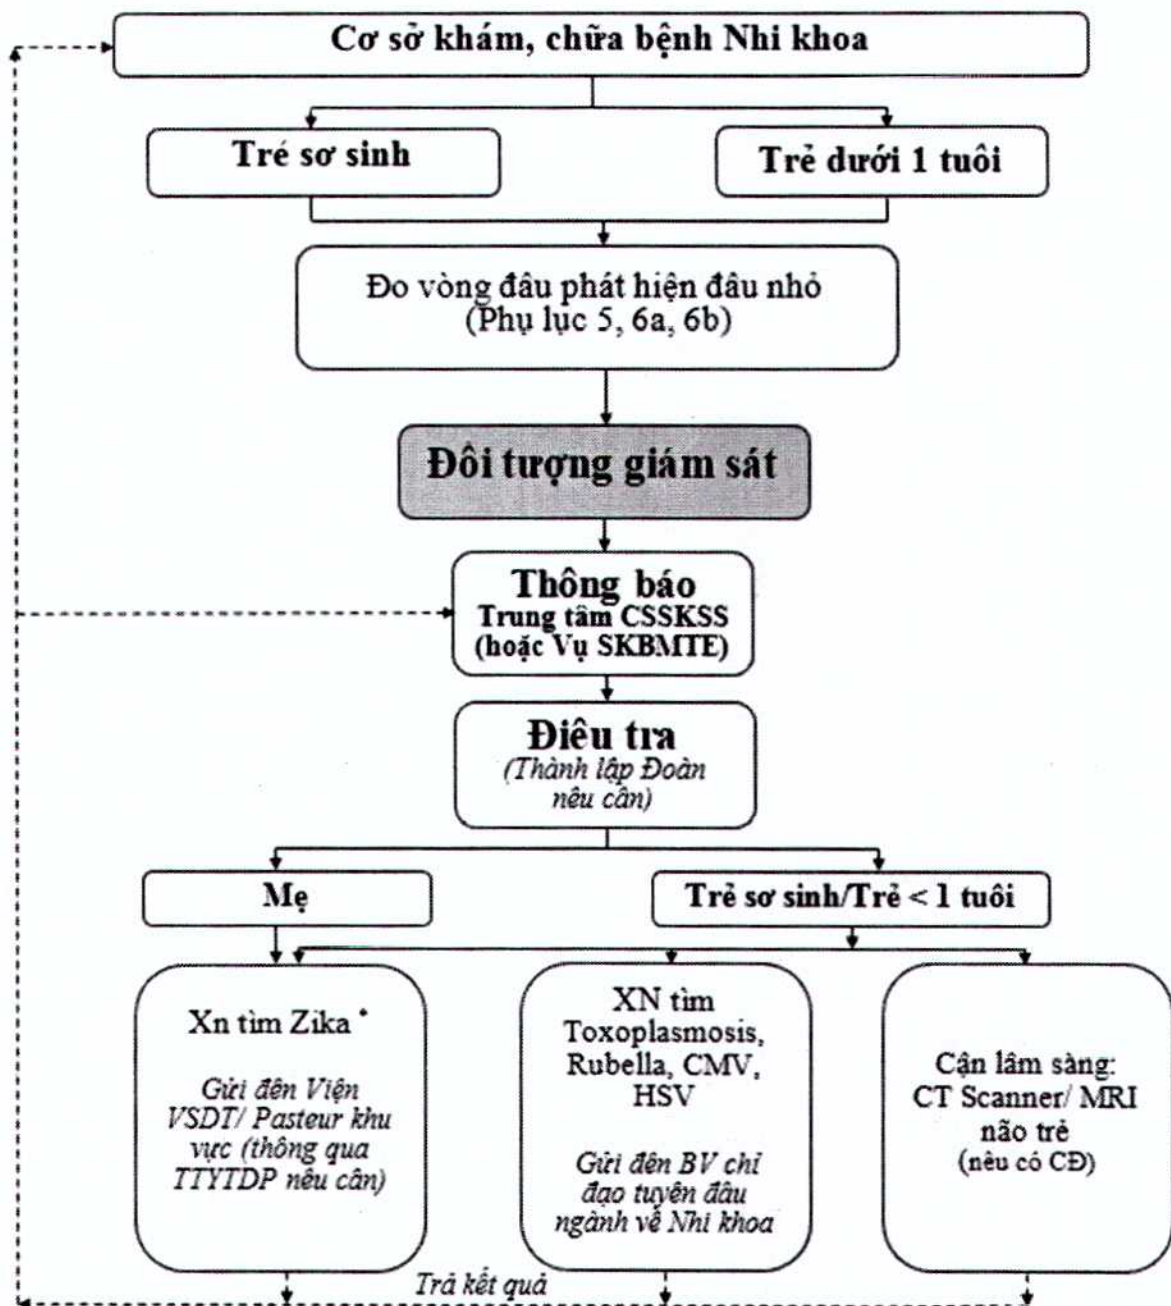 Cơ sở khám, chữa bệnh Nhi khoa
Trẻ sơ sinh
Trẻ dưới 1 tuổi
Đo vòng đầu phát hiện đầu nhỏ
(Phụ lục 5, 6a, 6b)
Đối tượng giám sát
Thông báo
Trung tâm CSSKSS
(hoặc Vụ SKBMTE)
Điều tra
(Thành lập Đoàn
nếu cần)
Mẹ
Trẻ sơ sinh/Trẻ < 1 tuổi
Xn tìm Zika *
Gửi đến Viện
VSDT/ Pasteur khu
vực (thông qua
TTYTDP nếu cần)
XN tìm
Toxoplasmosis,
Rubella, CMV,
HSV
Gửi đến BV chỉ
đạo tuyến đầu
ngành về Nhi khoa
Cận lâm sàng:
CT Scanner/ MRI
não trẻ
(nếu có CĐ)
Trả kết quả